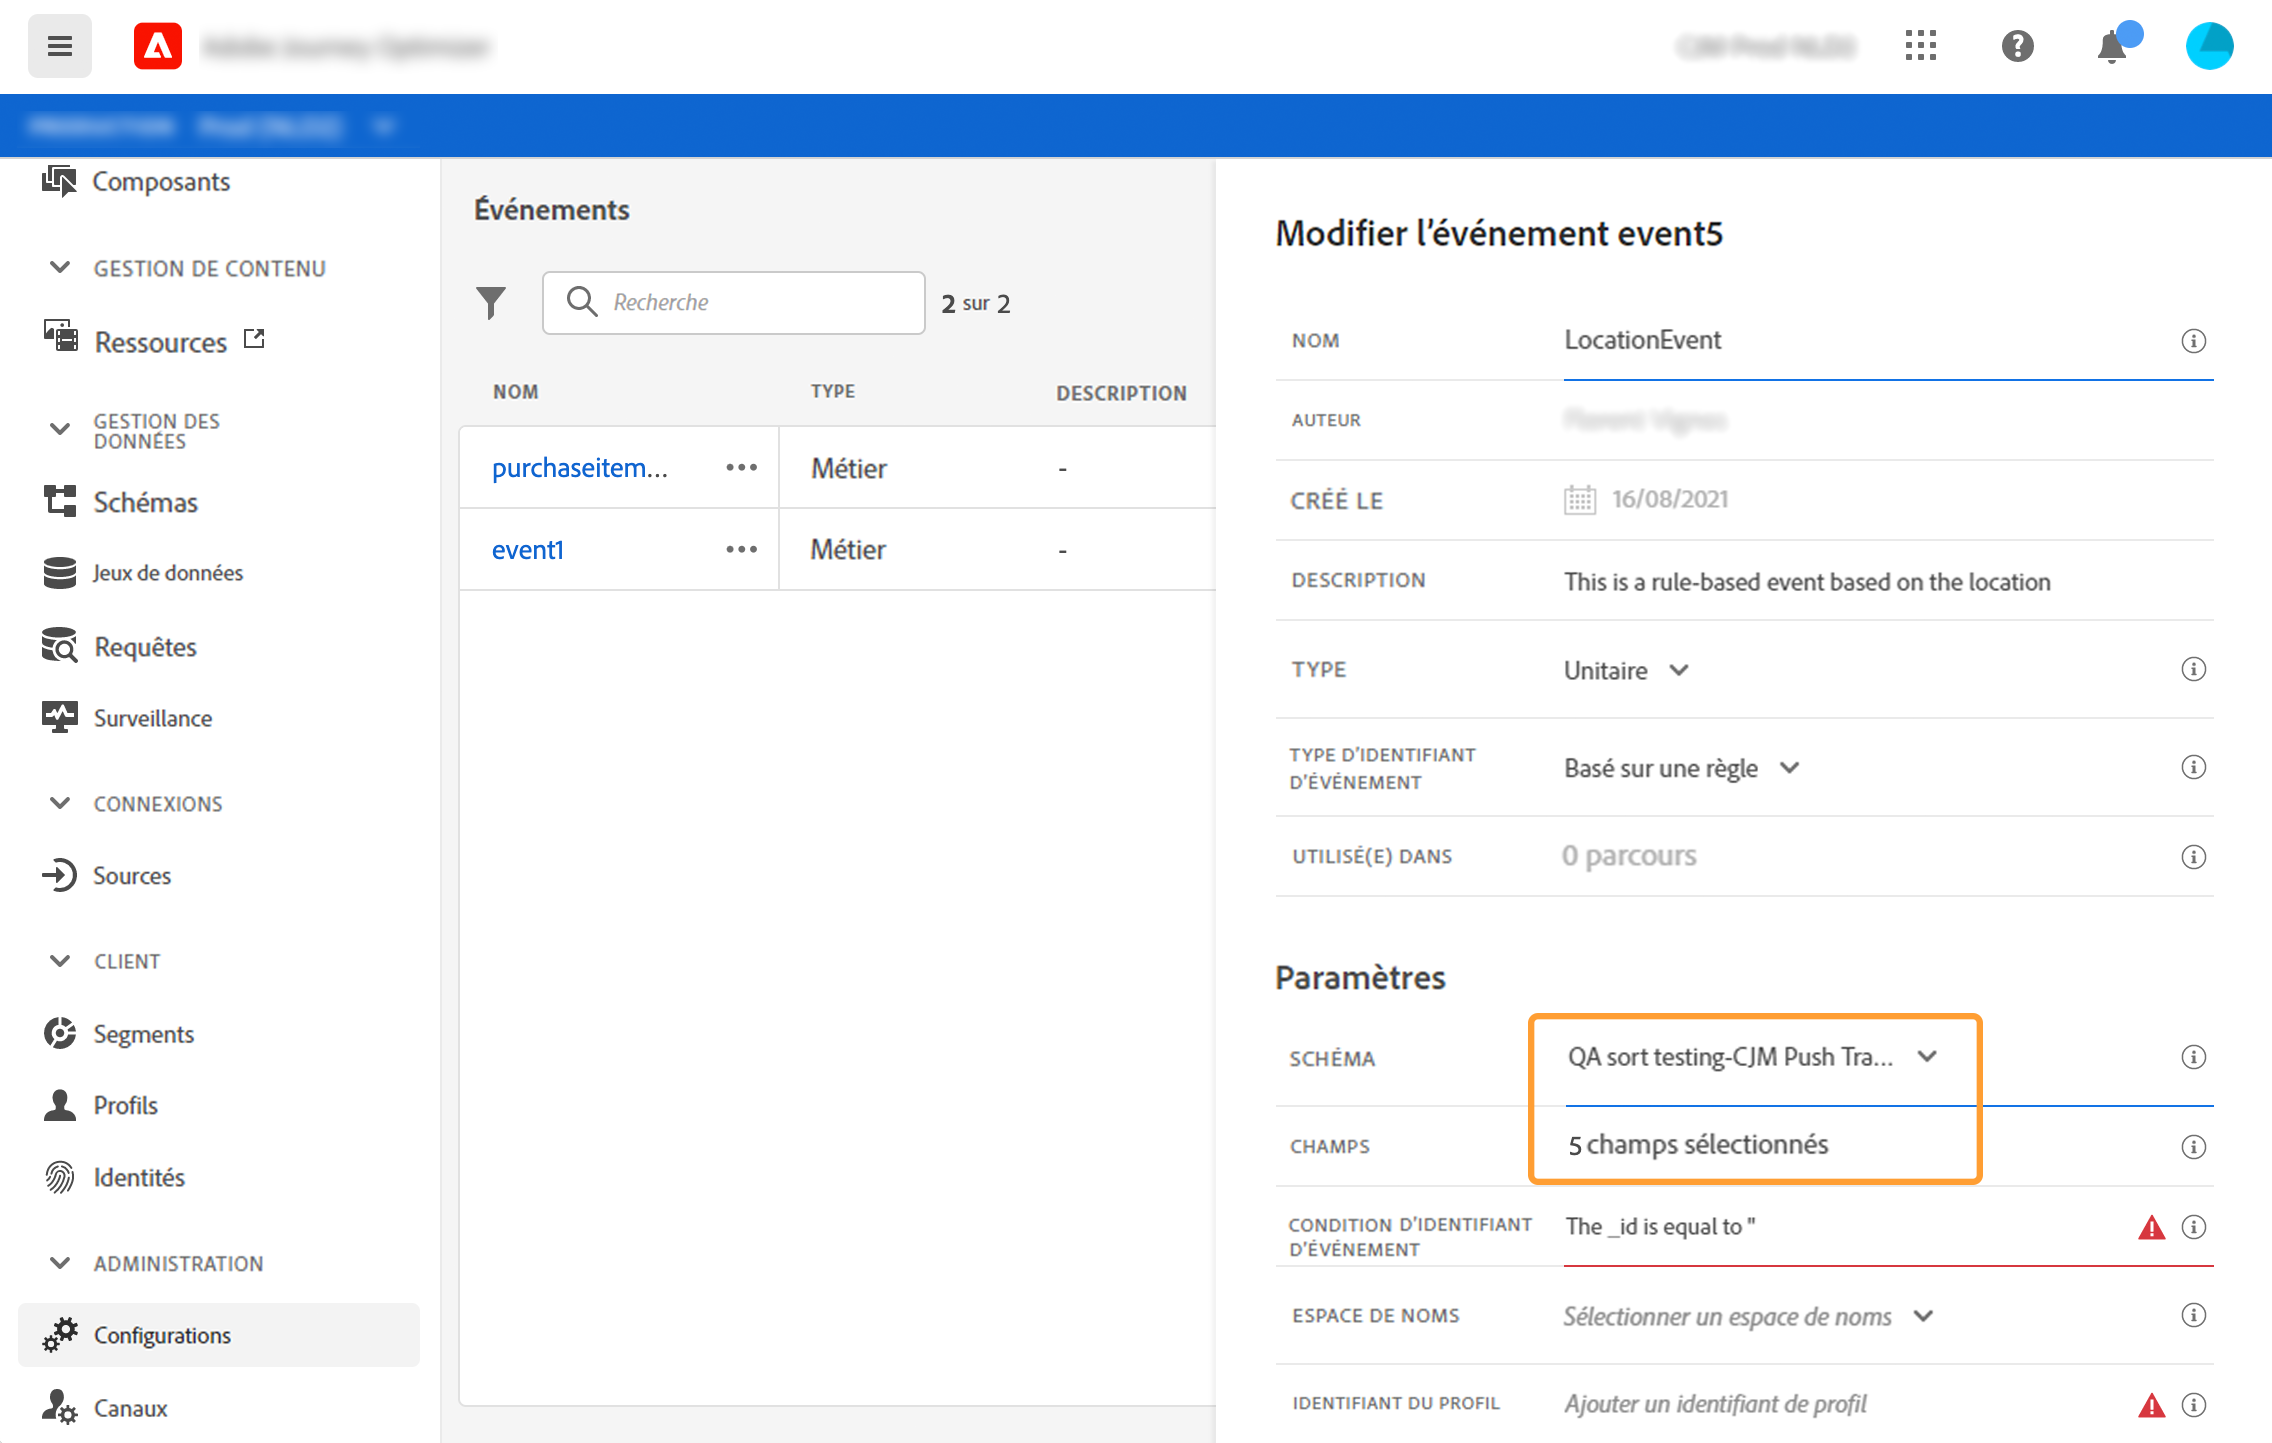 Composants
GESTION DE CONTENU
Ressources
GESTION DES
DONNÉES
Schémas
Jeux de données
Requêtes
Surveillance
CONNEXIONS
Sources
CLIENT
Segments
Profils
Identités
ADMINISTRATION
Configurations
Canaux
Événements
Recherche
2 sur 2
NOM TYPE DESCRIPTION
purchaseitem... ••• Métier -
event1 ••• Métier -
Modifier l’événement event5
NOM LocationEvent
AUTEUR
CRÉÉ LE 16/08/2021
DESCRIPTION This is a rule-based event based on the location
TYPE Unitaire
TYPE D’IDENTIFIANT
D’ÉVÉNEMENT
Basé sur une règle
UTILISÉ(E) DANS 0 parcours
Paramètres
SCHÉMA QA sort testing-CJM Push Tra...
CHAMPS 5 champs sélectionnés
CONDITION D’IDENTIFIANT
D’ÉVÉNEMENT
The _id is equal to "
ESPACE DE NOMS Sélectionner un espace de noms
IDENTIFIANT DU PROFIL Ajouter un identifiant de profil